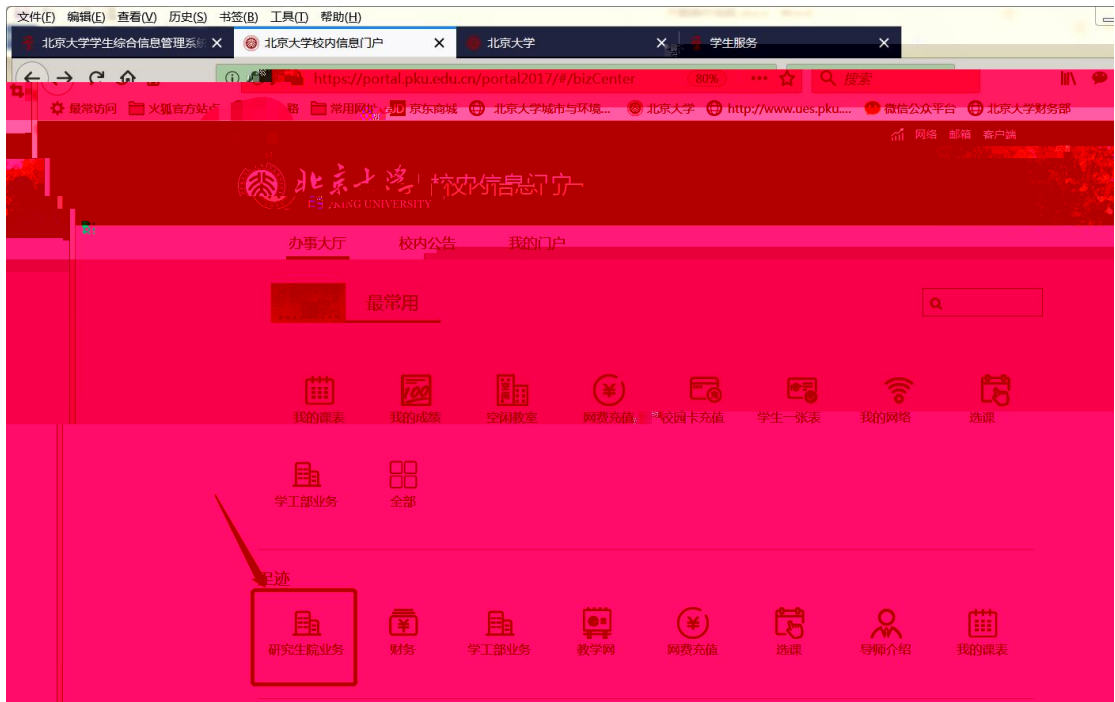 文件(F) 编辑(E) 查看(V) 历史(S) 书签(B) 工具(T) 帮助(H)
北京大学学生综合信息管理系统 北京大学校内信息门户 北京大学 学生服务
https://portal.pku.edu.cn/portal2017/#/bizCenter 80% 搜索
最常访问 火狐官方站点 常用网址 JD 京东商城 北京大学城市与环境... 北京大学 http://www.ues.pku.... 微信公众平台 北京大学财务部
网络 邮箱 客户端
北京大学 校内信息门户
PEKING UNIVERSITY
办事大厅 校内公告 我的门户
最常用
我的课表 我的成绩 空闲教室 网费充值 校园卡充值 学生一张表 我的网络 选课
学工部业务 全部
足迹
研究生院业务 财务 学工部业务 教学网 网费充值 选课 导师介绍 我的课表